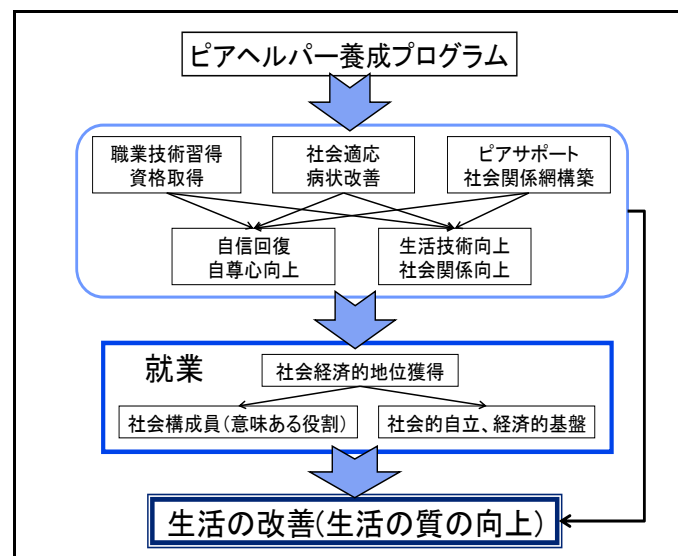 ピアヘルパー養成プログラム
職業技術習得
資格取得
社会適応
病状改善
ピアサポート
社会関係網構築
自信回復
自尊心向上
生活技術向上
社会関係向上
就業
社会経済的地位獲得
社会構成員(意味ある役割)
社会的自立、経済的基盤
生活の改善(生活の質の向上)